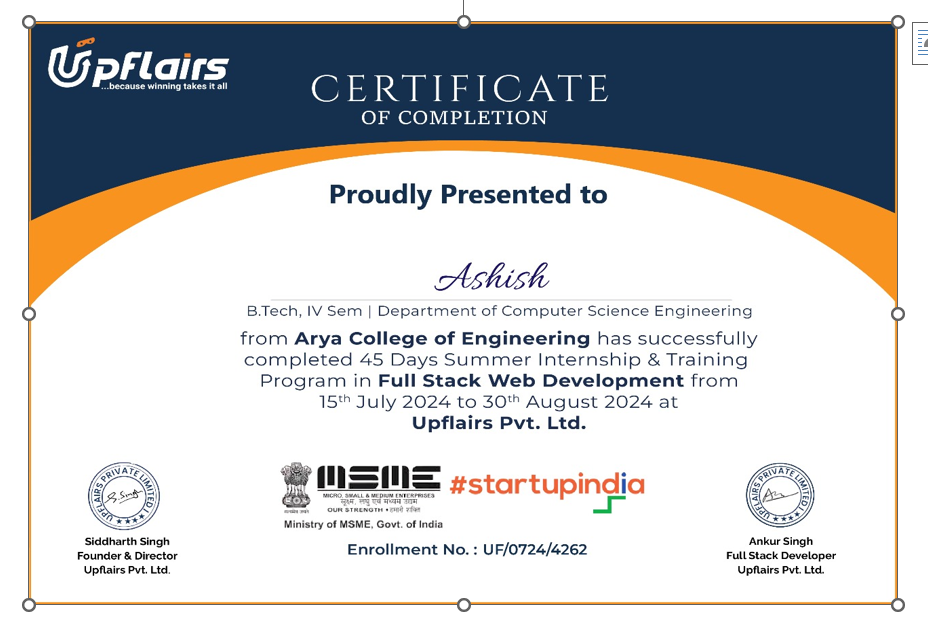 Upflairs
...because winning takes it all
CERTIFICATE
OF COMPLETION
Proudly Presented to
Ashish
B.Tech, IV Sem | Department of Computer Science Engineering
from Arya College of Engineering has successfully
completed 45 Days Summer Internship & Training
Program in Full Stack Web Development from
15th July 2024 to 30th August 2024 at
Upflairs Pvt. Ltd.
UPFLAIRS PRIVATE LIMITED
MSME
MICRO, SMALL & MEDIUM ENTERPRISES
सूक्ष्म, लघु एवं मध्यम उद्यम
OUR STRENGTH • हमारी शक्ति
Ministry of MSME, Govt. of India
#startupindia
Enrollment No. : UF/0724/4262
UPFLAIRS PRIVATE LIMITED
Siddharth Singh
Founder & Director
Upflairs Pvt. Ltd.
Ankur Singh
Full Stack Developer
Upflairs Pvt. Ltd.